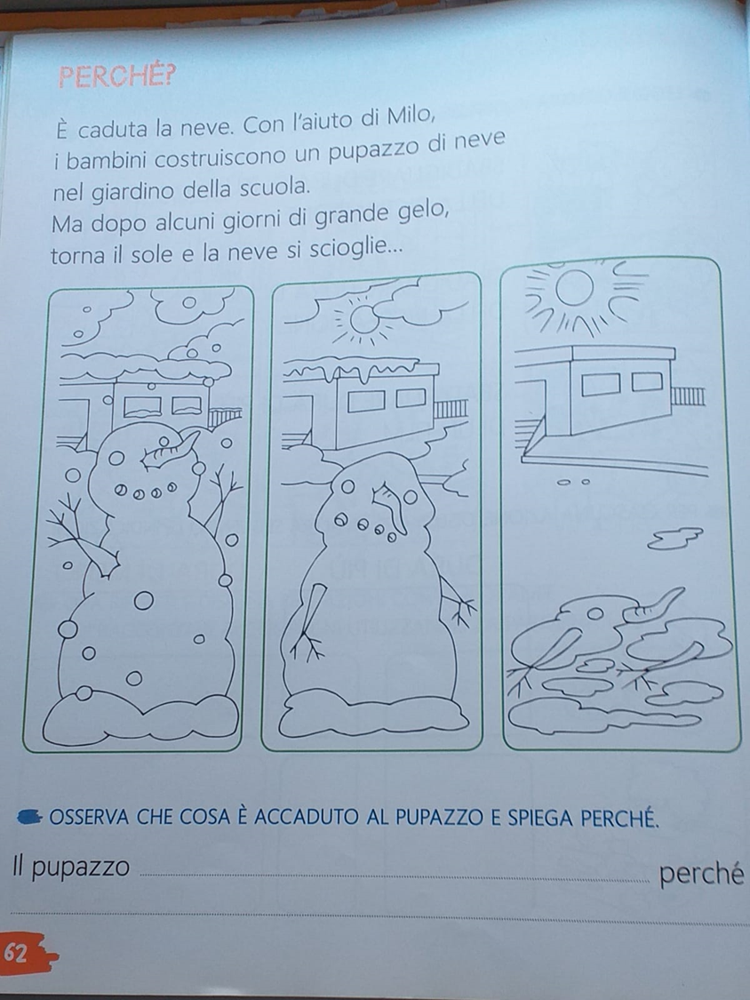 PERCHÉ?
È caduta la neve. Con l'aiuto di Milo,
i bambini costruiscono un pupazzo di neve
nel giardino della scuola.
Ma dopo alcuni giorni di grande gelo,
torna il sole e la neve si scioglie...
OSSERVA CHE COSA È ACCADUTO AL PUPAZZO E SPIEGA PERCHÉ.
Il pupazzo perché
62